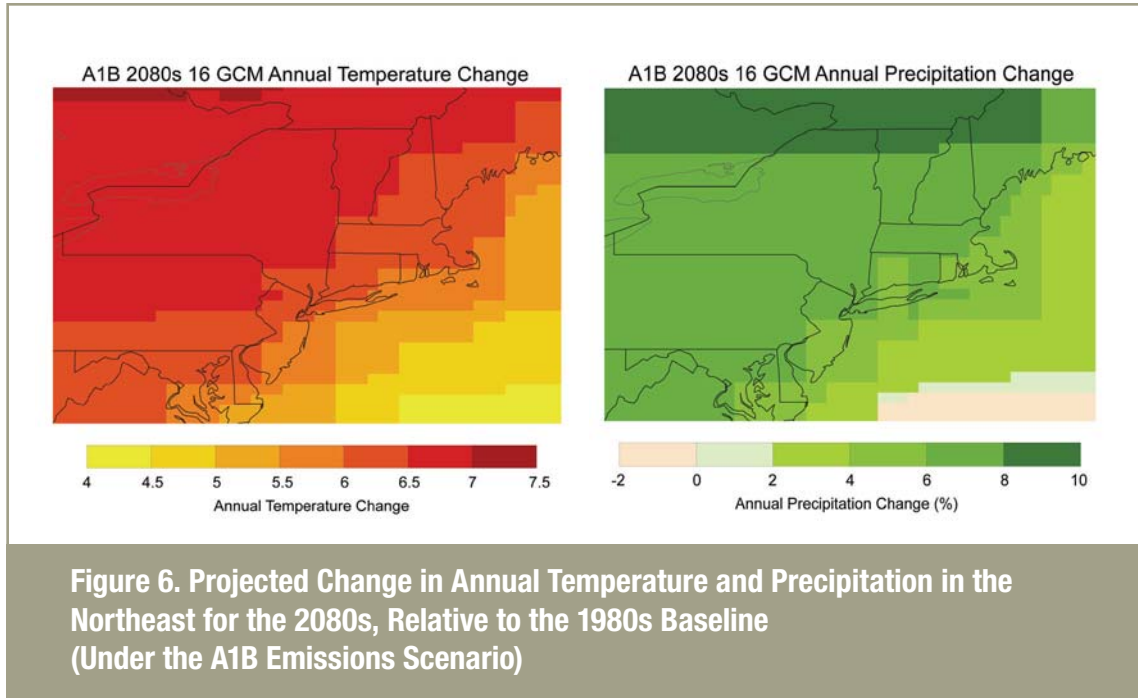 A1B 2080s 16 GCM Annual Temperature Change
4 4.5 5 5.5 6 6.5 7 7.5
Annual Temperature Change
A1B 2080s 16 GCM Annual Precipitation Change
-2 0 2 4 6 8 10
Annual Precipitation Change (%)
Figure 6. Projected Change in Annual Temperature and Precipitation in the
Northeast for the 2080s, Relative to the 1980s Baseline
(Under the A1B Emissions Scenario)